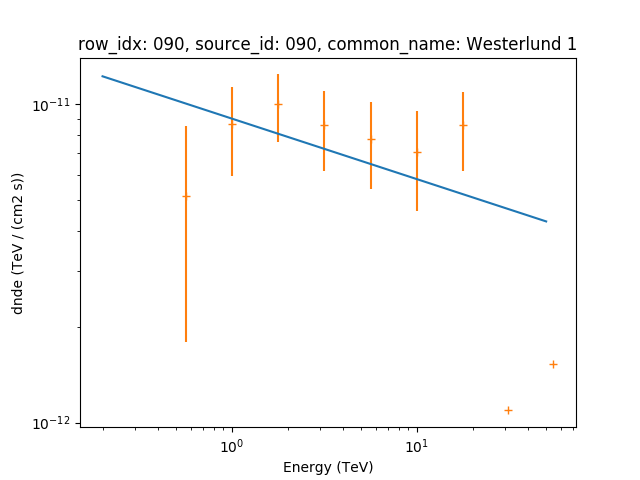 row_idx: 090, source_id: 090, common_name: Westerlund 1
dnde (TeV / (cm2 s))
10⁻¹¹
10⁻¹²
10⁰
10¹
Energy (TeV)